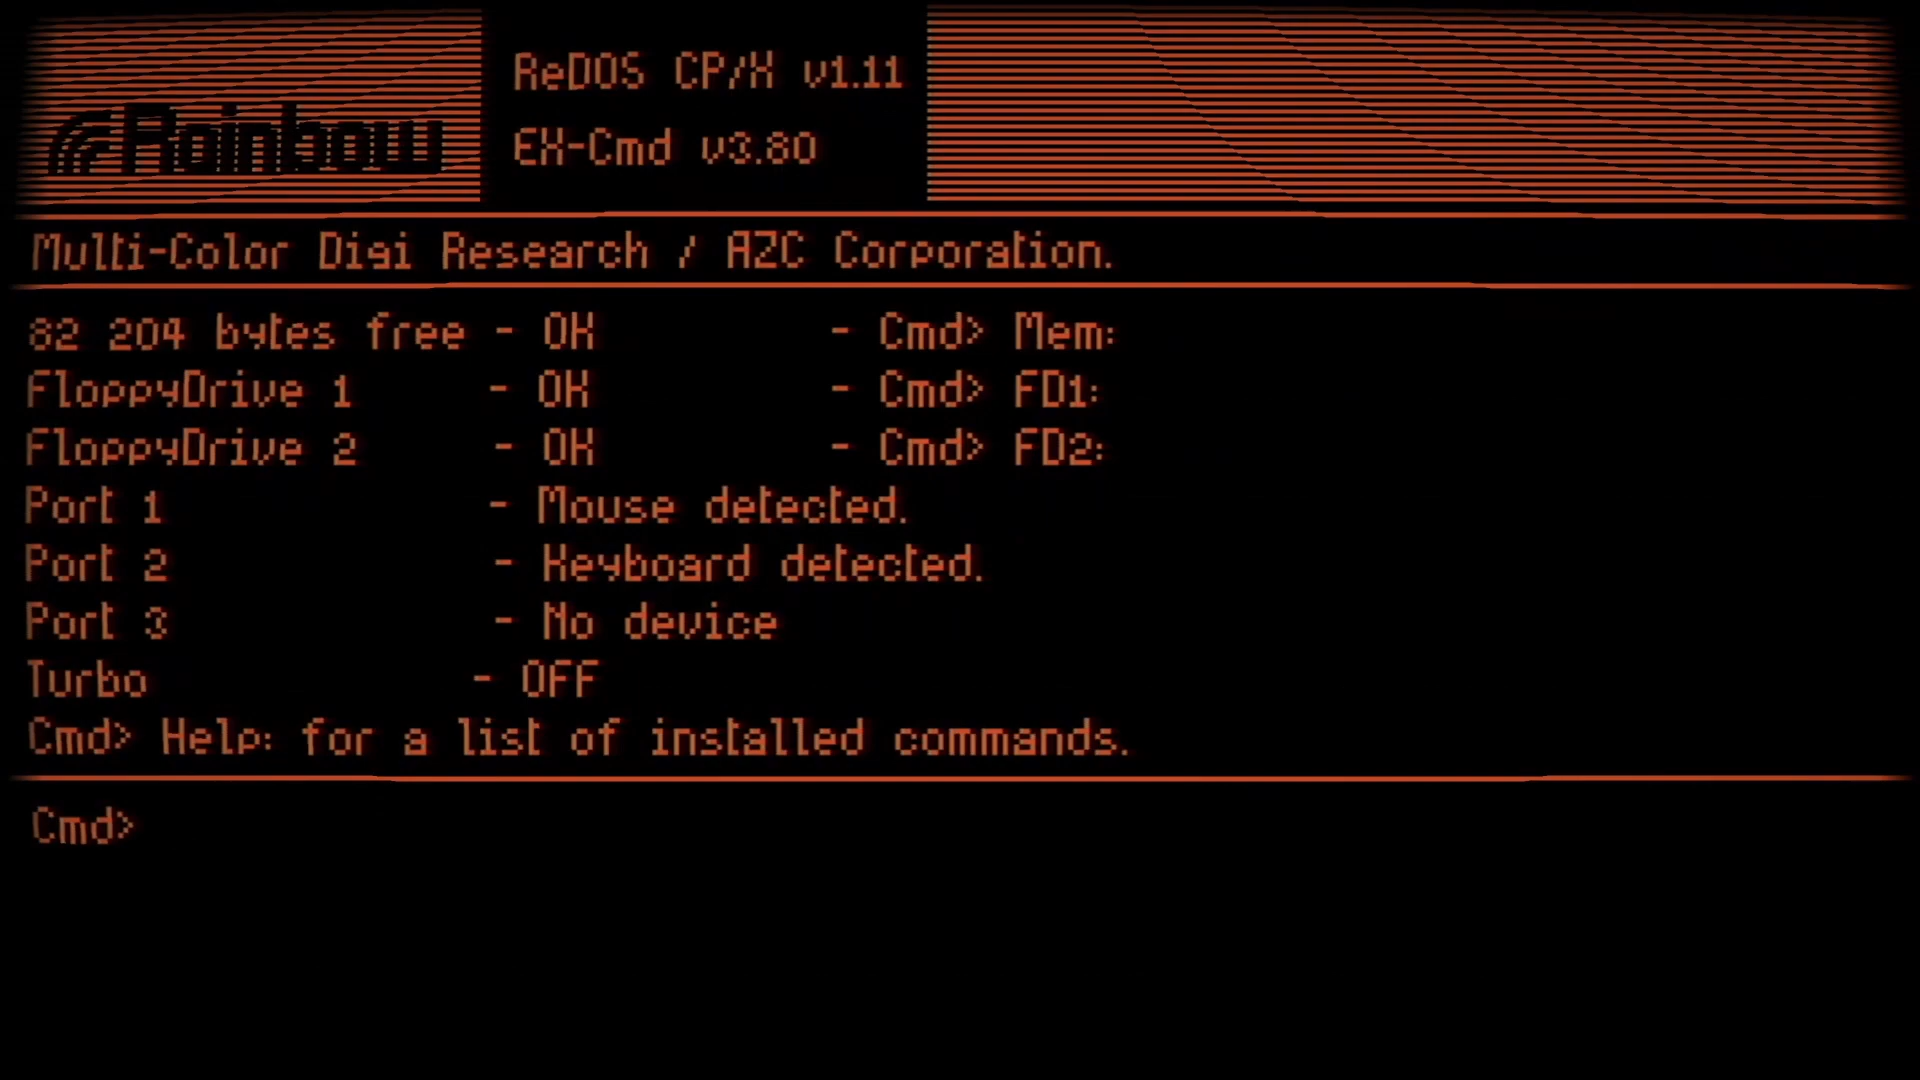 Rainbow
ReDOS CP/X v1.11
EX-Cmd v3.80
Multi-Color Digi Research / A2C Corporation.
82 204 bytes free - OK - Cmd> Mem:
FloppyDrive 1 - OK - Cmd> FD1:
FloppyDrive 2 - OK - Cmd> FD2:
Port 1 - Mouse detected.
Port 2 - Keyboard detected.
Port 3 - No device
Turbo - OFF
Cmd> Help: for a list of installed commands.
Cmd>